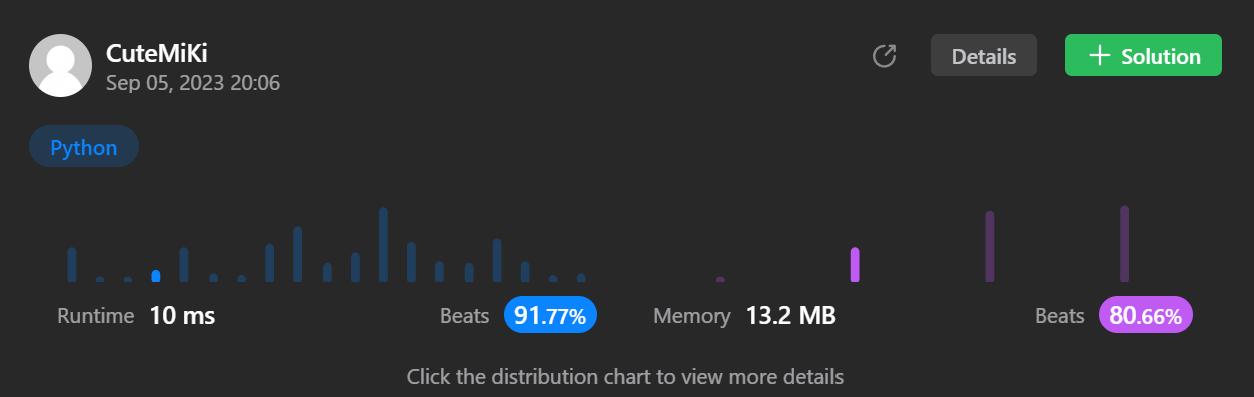 CuteMiKi
Sep 05, 2023 20:06
Details
Solution
Python
Runtime 10 ms Beats 91.77% Memory 13.2 MB Beats 80.66%
Click the distribution chart to view more details